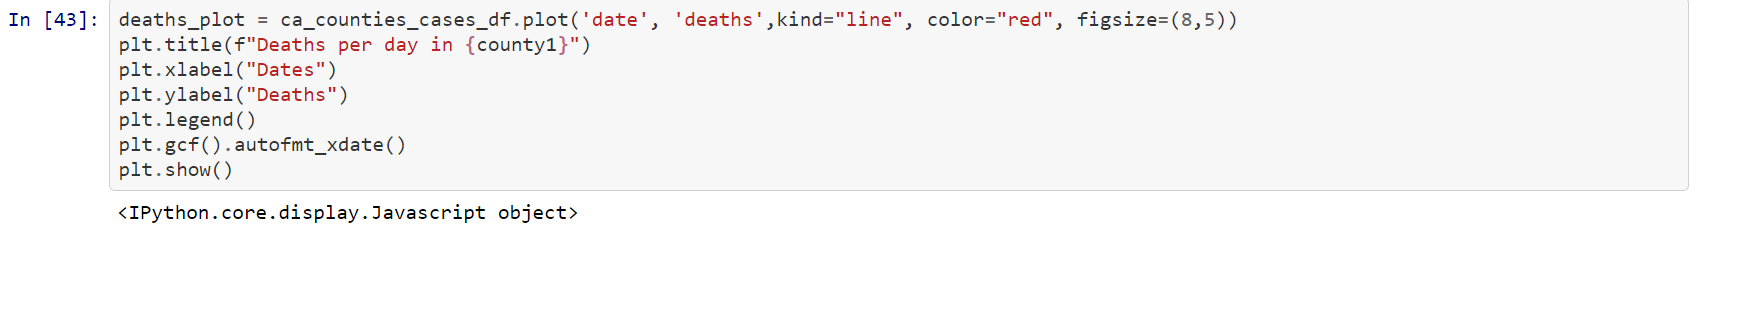 In [43]: deaths_plot = ca_counties_cases_df.plot('date', 'deaths',kind="line", color="red", figsize=(8,5))
plt.title(f"Deaths per day in {county1}")
plt.xlabel("Dates")
plt.ylabel("Deaths")
plt.legend()
plt.gcf().autofmt_xdate()
plt.show()
<IPython.core.display.Javascript object>